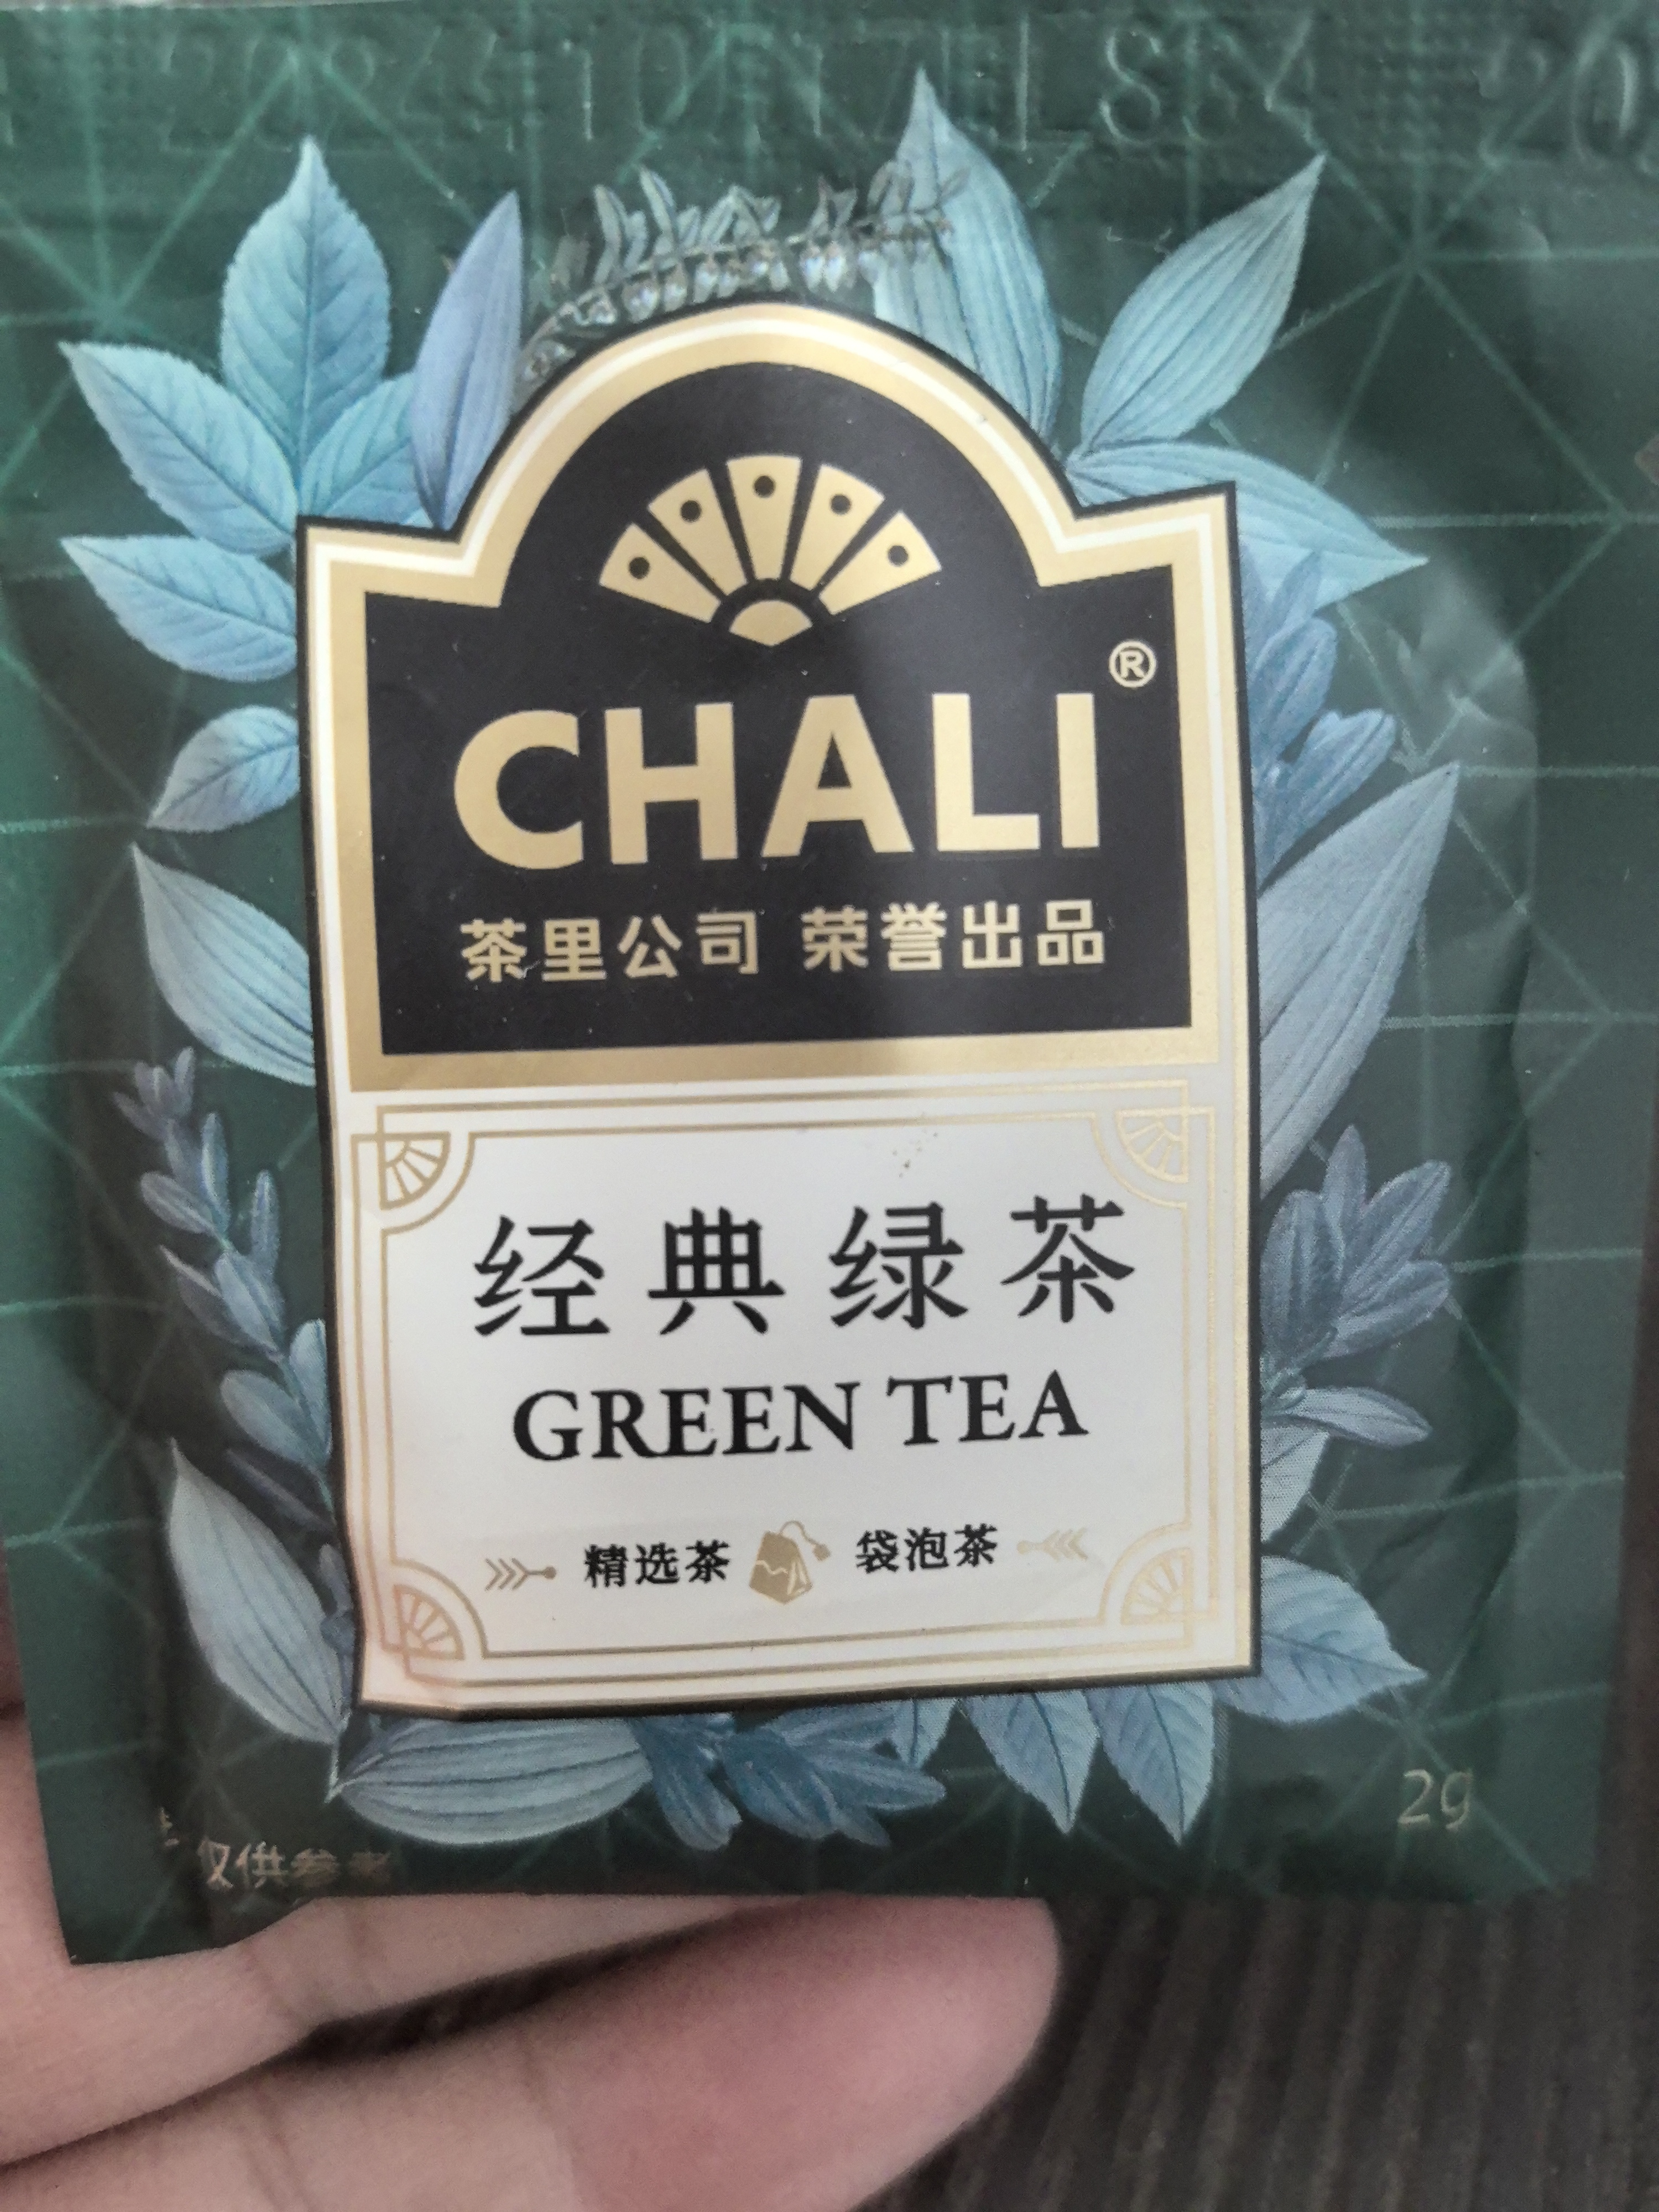 CHALI®
茶里公司 荣誉出品
经典绿茶
GREEN TEA
精选茶 袋泡茶
2g
仅供参考